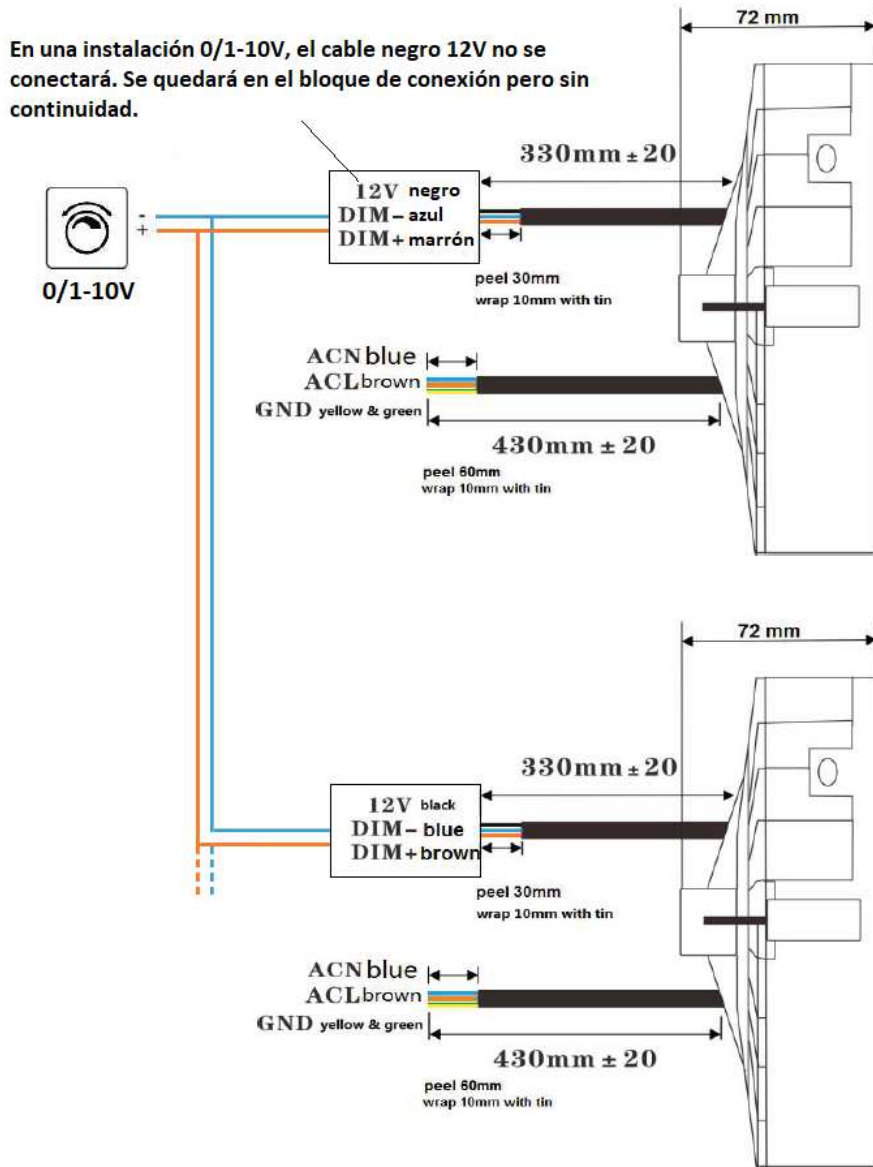 72 mm
En una instalación 0/1-10V, el cable negro 12V no se
conectará. Se quedará en el bloque de conexión pero sin
continuidad.
330mm ± 20
12V negro
DIM- azul
DIM+ marrón
-
+
0/1-10V
peel 30mm
wrap 10mm with tin
ACN blue
ACL brown
GND yellow & green
430mm ± 20
peel 60mm
wrap 10mm with tin
72 mm
330mm ± 20
12V black
DIM- blue
DIM+ brown
peel 30mm
wrap 10mm with tin
ACN blue
ACL brown
GND yellow & green
430mm ± 20
peel 60mm
wrap 10mm with tin